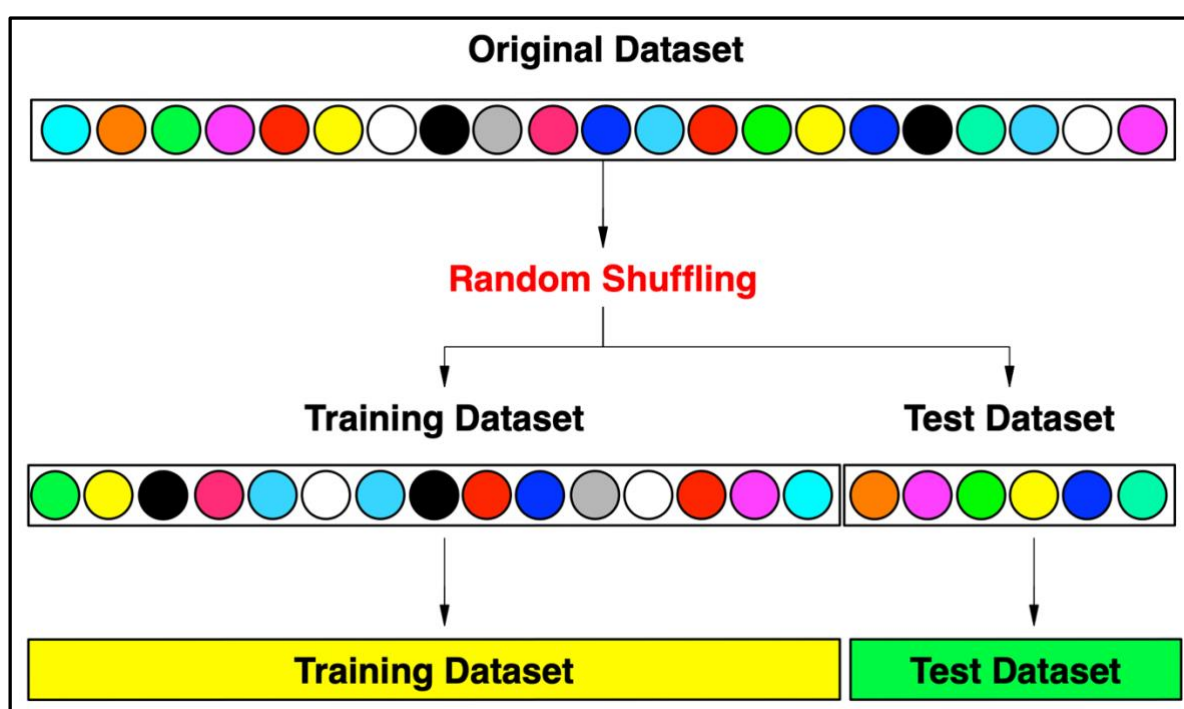 Original Dataset
Random Shuffling
Training Dataset
Test Dataset
Training Dataset
Test Dataset